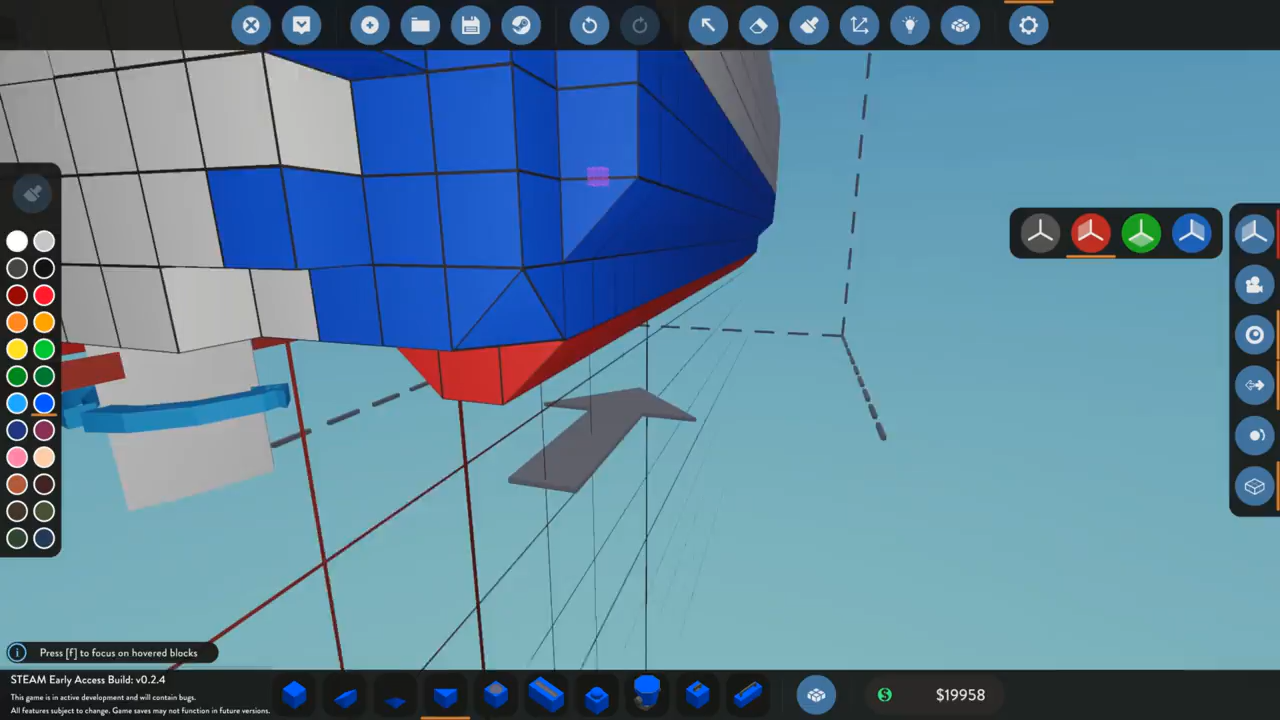 Press [f] to focus on hovered blocks
STEAM Early Access Build: v0.2.4
This game is in active development and will contain bugs.
All features subject to change. Game saves may not function in future versions.
$19958